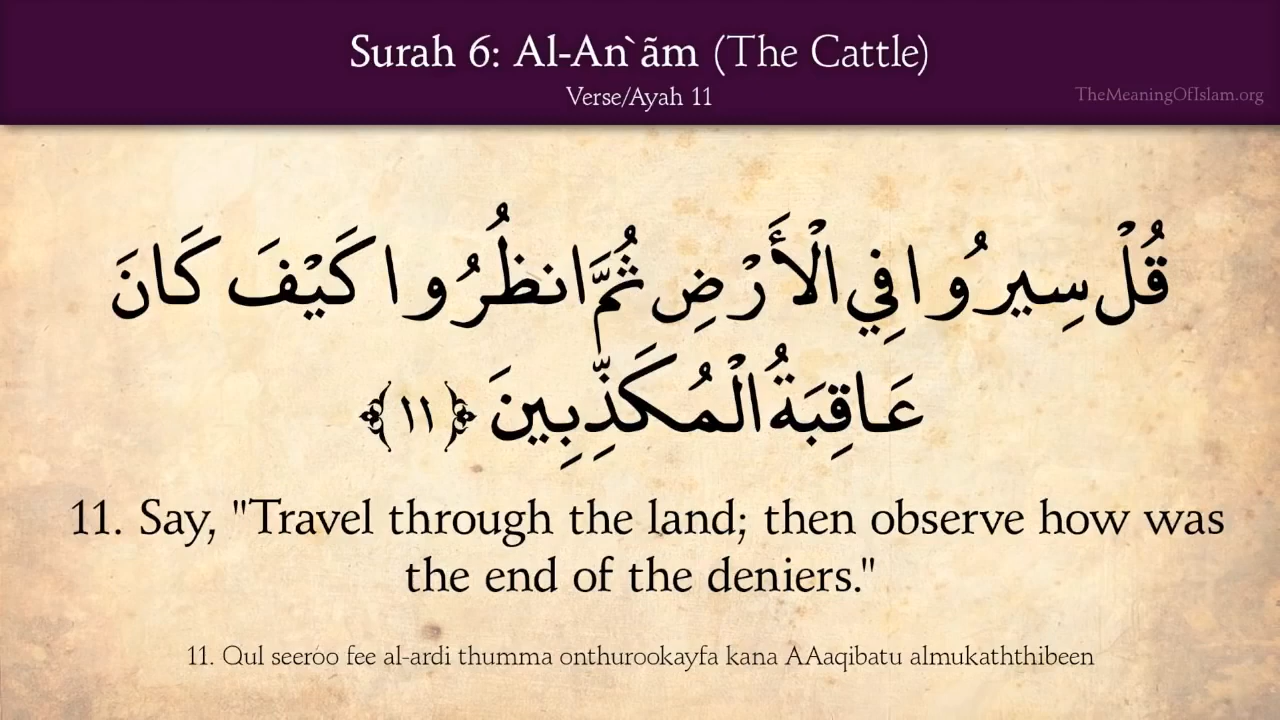 Surah 6: Al-An`ãm (The Cattle)
Verse/Ayah 11
TheMeaningOfIslam.org
قُلْ سِيرُوا فِي الْأَرْضِ ثُمَّ انظُرُوا كَيْفَ كَانَ
عَاقِبَةُ الْمُكَذِّبِينَ ﴿١١﴾
11. Say, "Travel through the land; then observe how was
the end of the deniers."
11. Qul seeroo fee al-ardi thumma onthurookayfa kana AAaqibatu almukaththibeen